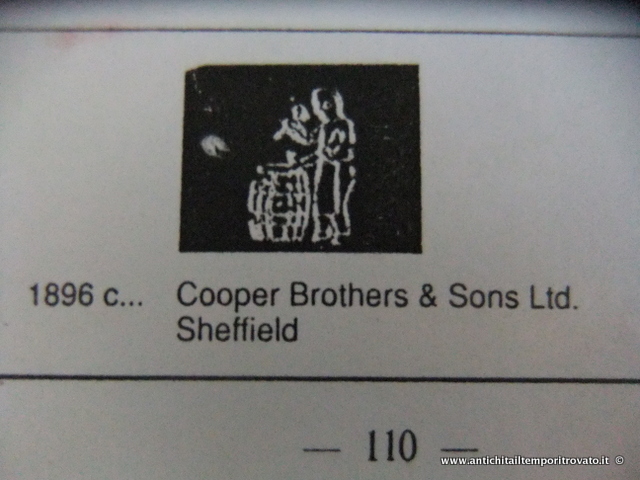 1896 c... Cooper Brothers & Sons Ltd.
Sheffield
— 110 —
www.antichitailtemporitrovato.it ©